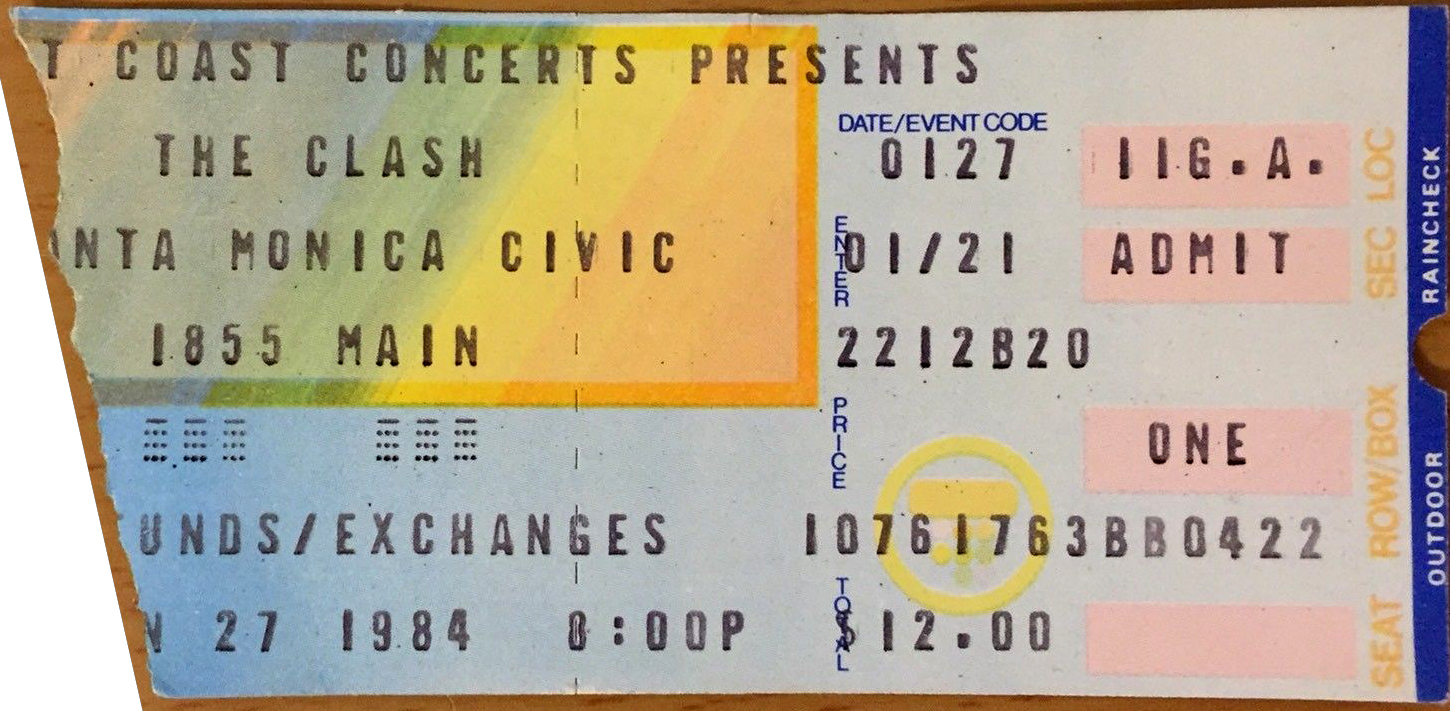 T COAST CONCERTS PRESENTS
THE CLASH
NTA MONICA CIVIC
1855 MAIN
UNDS/EXCHANGES
N 27 1984 8:00P
DATE/EVENT CODE
0127
ENTER
01/21
2212B20
PRICE
10761763BB0422
TOTAL
$12.00
11G.A.
ADMIT
ONE
SEC LOC
ROW/BOX
SEAT
RAINCHECK
OUTDOOR